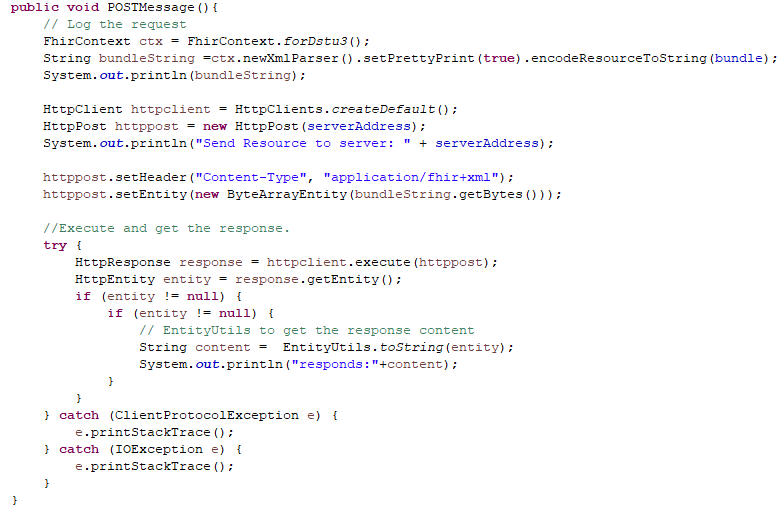 public void POSTMessage(){
    // Log the request
    FhirContext ctx = FhirContext.forDstu3();
    String bundleString =ctx.newXmlParser().setPrettyPrint(true).encodeResourceToString(bundle);
    System.out.println(bundleString);

    HttpClient httpclient = HttpClients.createDefault();
    HttpPost httppost = new HttpPost(serverAddress);
    System.out.println("Send Resource to server: " + serverAddress);

    httppost.setHeader("Content-Type", "application/fhir+xml");
    httppost.setEntity(new ByteArrayEntity(bundleString.getBytes()));

    //Execute and get the response.
    try {
        HttpResponse response = httpclient.execute(httppost);
        HttpEntity entity = response.getEntity();
        if (entity != null) {
            if (entity != null) {
                // EntityUtils to get the response content
                String content =  EntityUtils.toString(entity);
                System.out.println("responds:"+content);
            }
        }
    } catch (ClientProtocolException e) {
        e.printStackTrace();
    } catch (IOException e) {
        e.printStackTrace();
    }
}